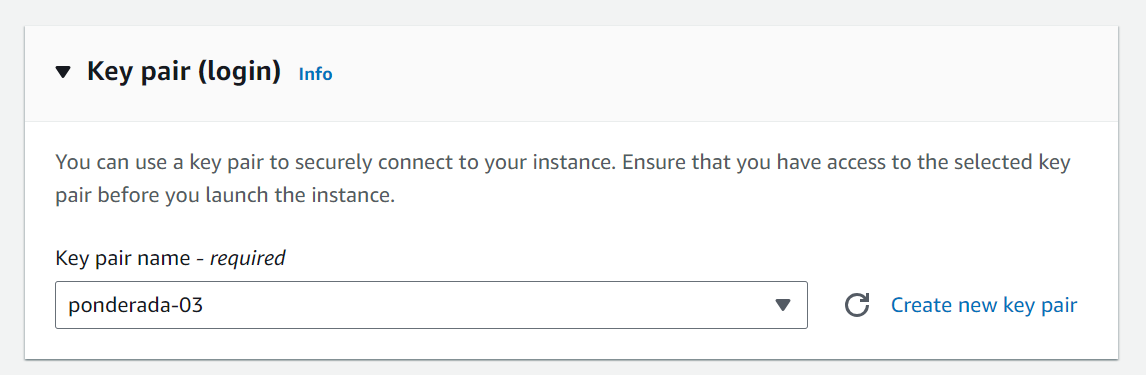 Key pair (login) Info
You can use a key pair to securely connect to your instance. Ensure that you have access to the selected key
pair before you launch the instance.
Key pair name - required
ponderada-03 Create new key pair